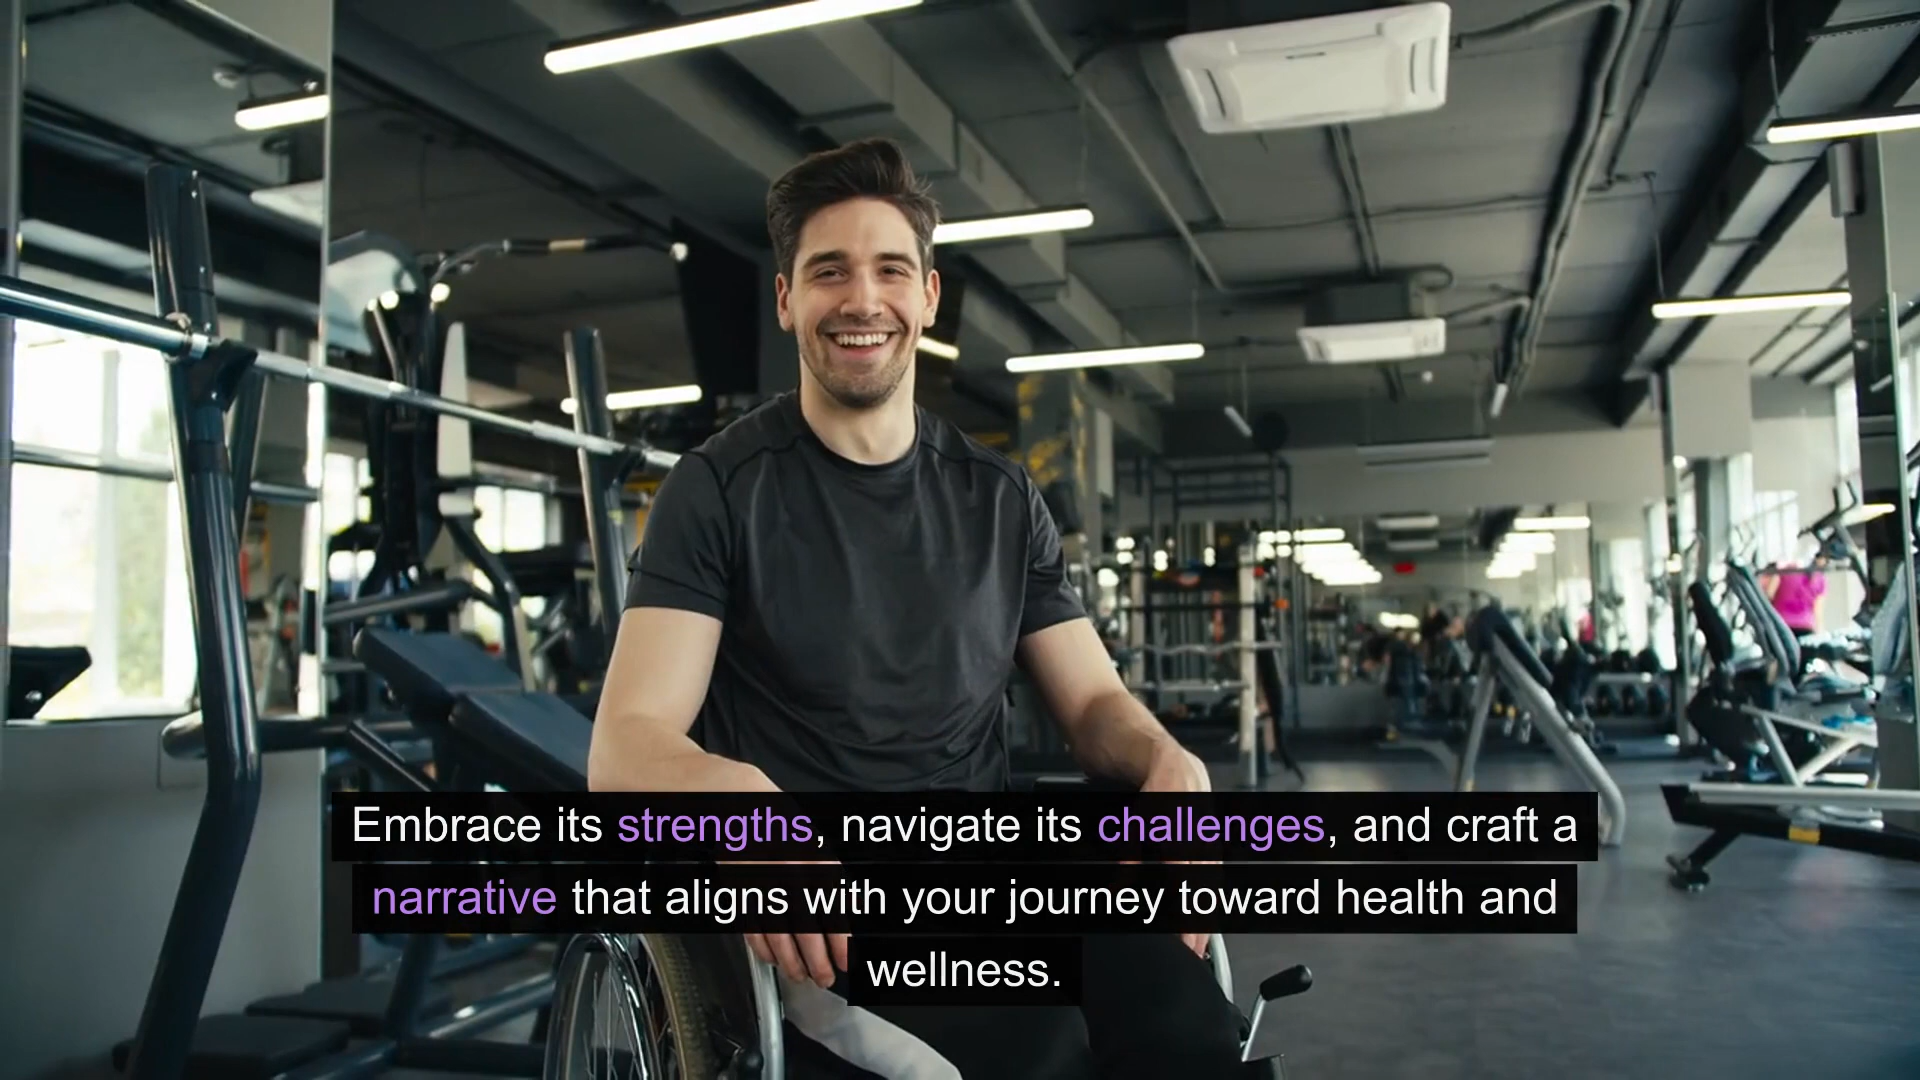 Embrace its strengths, navigate its challenges, and craft a
narrative that aligns with your journey toward health and
wellness.